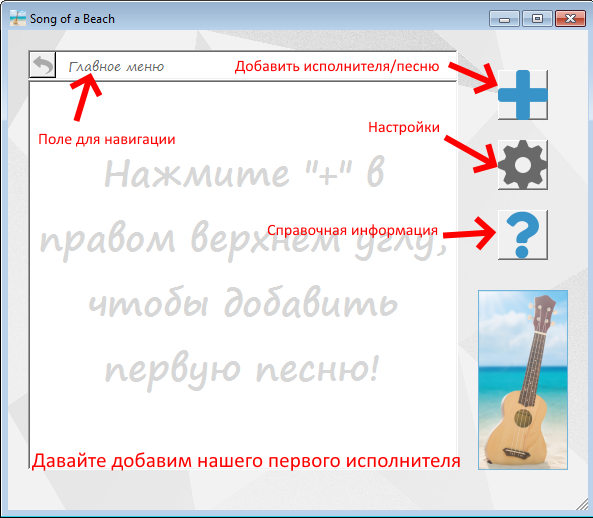 Song of a Beach
Главное меню
Добавить исполнителя/песню
Поле для навигации
Настройки
Нажмите "+" в
правом верхнем углу,
Справочная информация
чтобы добавить
первую песню!
Давайте добавим нашего первого исполнителя